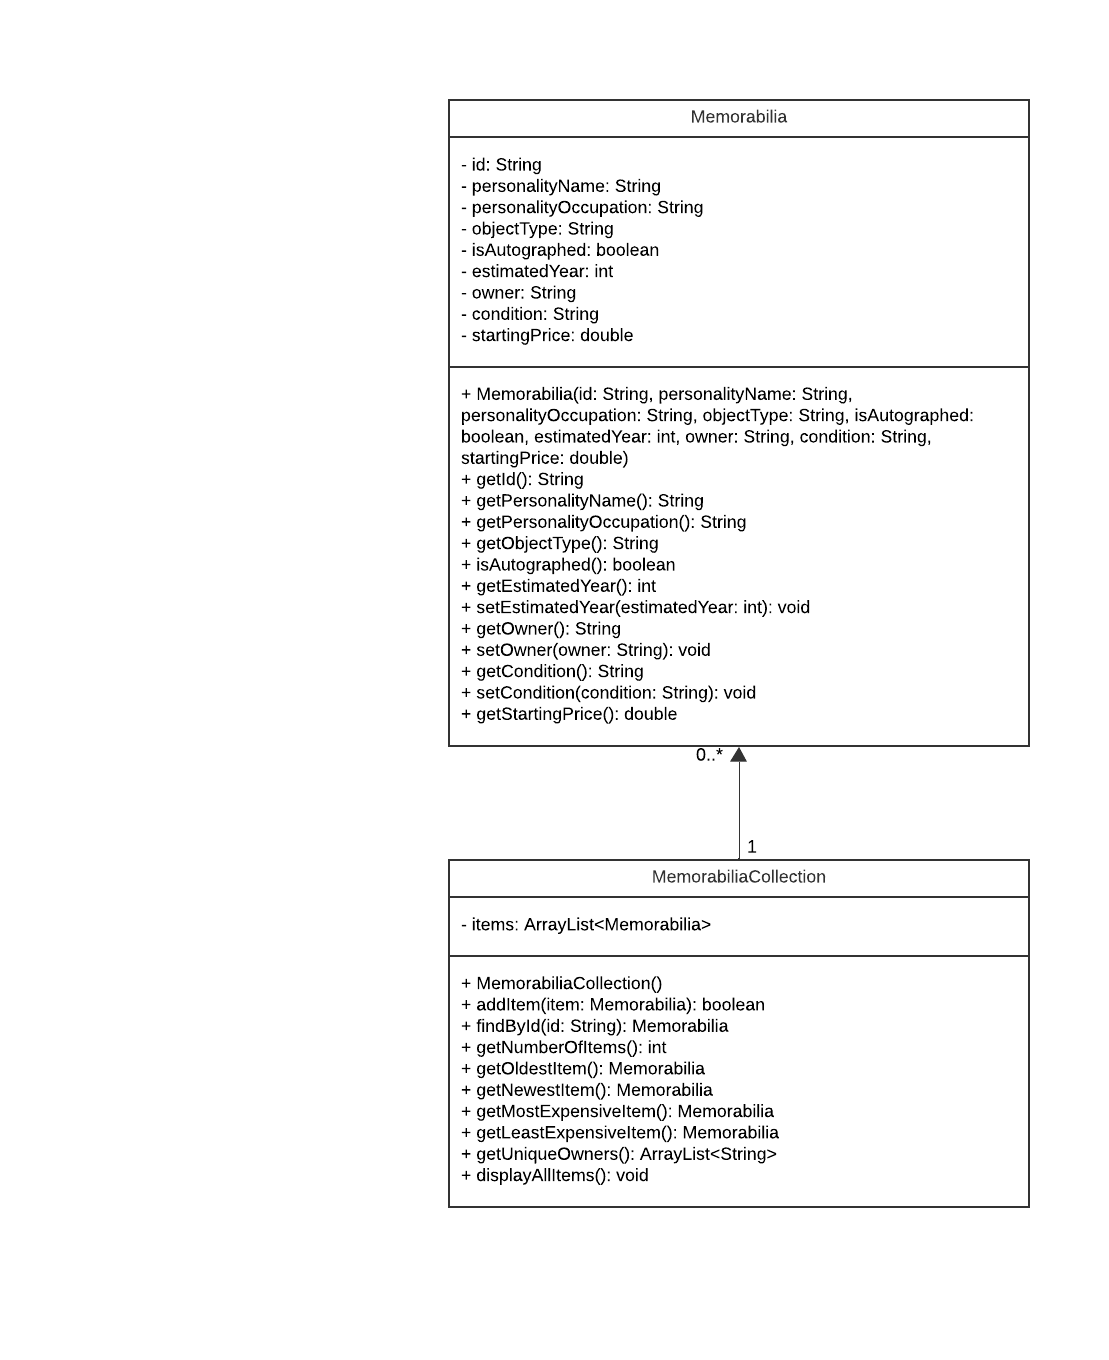 Memorabilia
- id: String
- personalityName: String
- personalityOccupation: String
- objectType: String
- isAutographed: boolean
- estimatedYear: int
- owner: String
- condition: String
- startingPrice: double
+ Memorabilia(id: String, personalityName: String,
personalityOccupation: String, objectType: String, isAutographed:
boolean, estimatedYear: int, owner: String, condition: String,
startingPrice: double)
+ getId(): String
+ getPersonalityName(): String
+ getPersonalityOccupation(): String
+ getObjectType(): String
+ isAutographed(): boolean
+ getEstimatedYear(): int
+ setEstimatedYear(estimatedYear: int): void
+ getOwner(): String
+ setOwner(owner: String): void
+ getCondition(): String
+ setCondition(condition: String): void
+ getStartingPrice(): double
0..*
1
MemorabiliaCollection
- items: ArrayList<Memorabilia>
+ MemorabiliaCollection()
+ addItem(item: Memorabilia): boolean
+ findById(id: String): Memorabilia
+ getNumberOfItems(): int
+ getOldestItem(): Memorabilia
+ getNewestItem(): Memorabilia
+ getMostExpensiveItem(): Memorabilia
+ getLeastExpensiveItem(): Memorabilia
+ getUniqueOwners(): ArrayList<String>
+ displayAllItems(): void